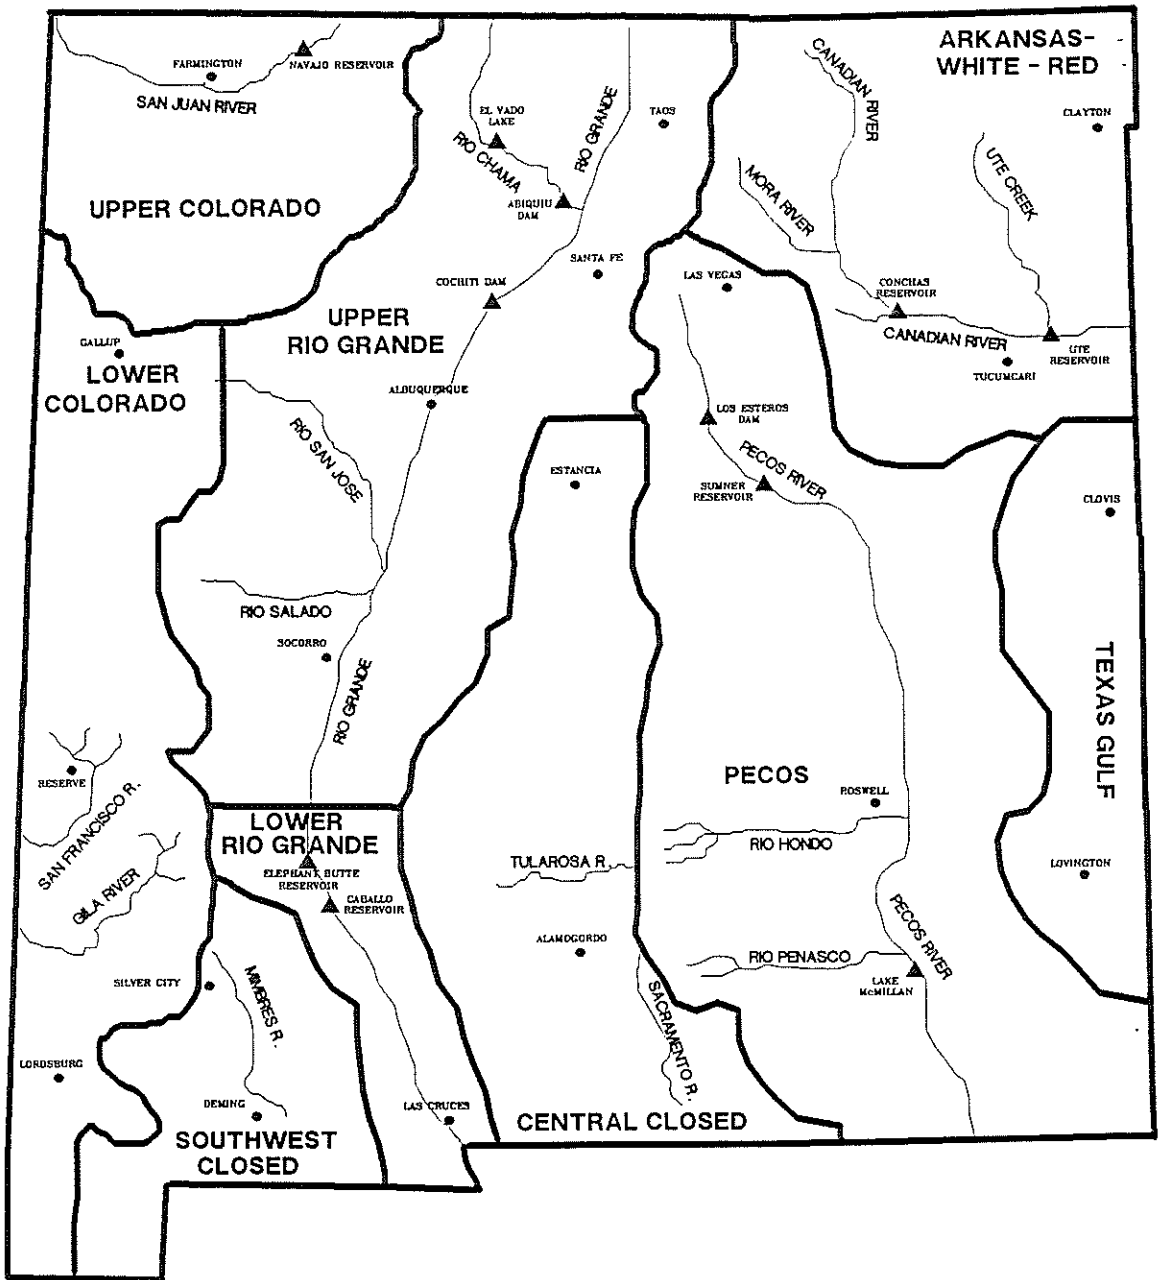 ARKANSAS-
WHITE - RED
CANADIAN RIVER
FARMINGTON
NAVAJO RESERVOIR
SAN JUAN RIVER
EL VADO
LAKE
RIO CHAMA
RIO GRANDE
TAOS
CLAYTON
UTE CREEK
MORA RIVER
ABIQUIU
DAM
UPPER COLORADO
SANTA FE
LAS VEGAS
COCHITI DAM
CONCHAS
RESERVOIR
UPPER
RIO GRANDE
CANADIAN RIVER
UTE
RESERVOIR
TUCUMCARI
GALLUP
LOWER
COLORADO
ALBUQUERQUE
LOS ESTEROS
DAM
RIO SAN JOSE
ESTANCIA
PECOS RIVER
SUMNER
RESERVOIR
CLOVIS
RIO SALADO
SOCORRO
RIO GRANDE
TEXAS GULF
RESERVE
SAN FRANCISCO R.
PECOS
ROSWELL
LOWER
RIO GRANDE
RIO HONDO
ELEPHANT BUTTE
RESERVOIR
TULAROSA R.
LOVINGTON
GILA RIVER
CABALLO
RESERVOIR
PECOS RIVER
ALAMOGORDO
RIO PENASCO
SILVER CITY
MIMBRES R.
LAKE
McMILLAN
SACRAMENTO R.
LORDSBURG
DEMING
LAS CRUCES
CENTRAL CLOSED
SOUTHWEST
CLOSED